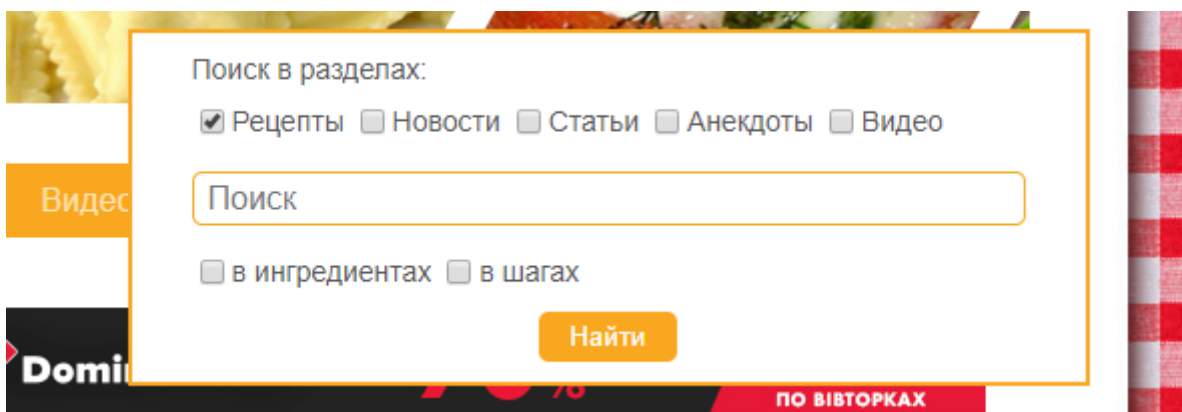 Поиск в разделах:
Рецепты Новости Статьи Анекдоты Видео
Поиск
в ингредиентах в шагах
Найти
%
ПО ВІВТОРКАХ